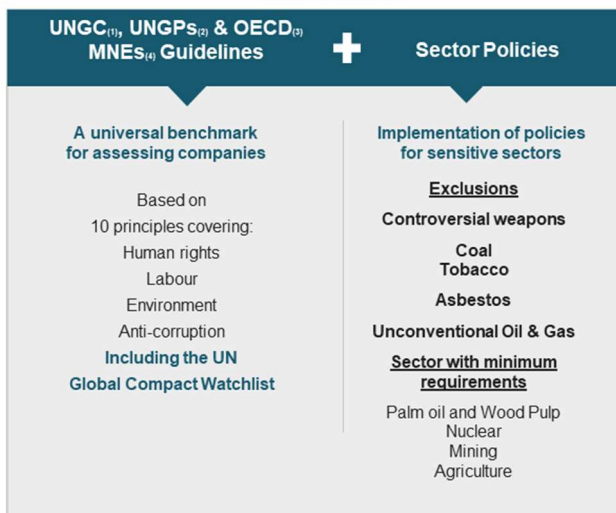 UNGC(1), UNGPs(2) & OECD(3)
MNEs(4) Guidelines
+
Sector Policies
A universal benchmark
for assessing companies
Based on
10 principles covering:
Human rights
Labour
Environment
Anti-corruption
Including the UN
Global Compact Watchlist
Implementation of policies
for sensitive sectors
Exclusions
Controversial weapons
Coal
Tobacco
Asbestos
Unconventional Oil & Gas
Sector with minimum
requirements
Palm oil and Wood Pulp
Nuclear
Mining
Agriculture